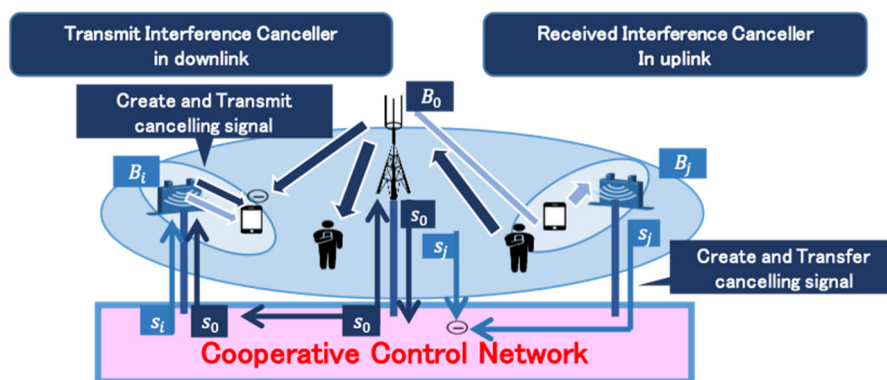 Transmit Interference Canceller
in downlink
Received Interference Canceller
In uplink
Create and Transmit
cancelling signal
B₀
Bᵢ
Bⱼ
s₀
sⱼ
sⱼ
Create and Transfer
cancelling signal
sᵢ
s₀
s₀
Cooperative Control Network